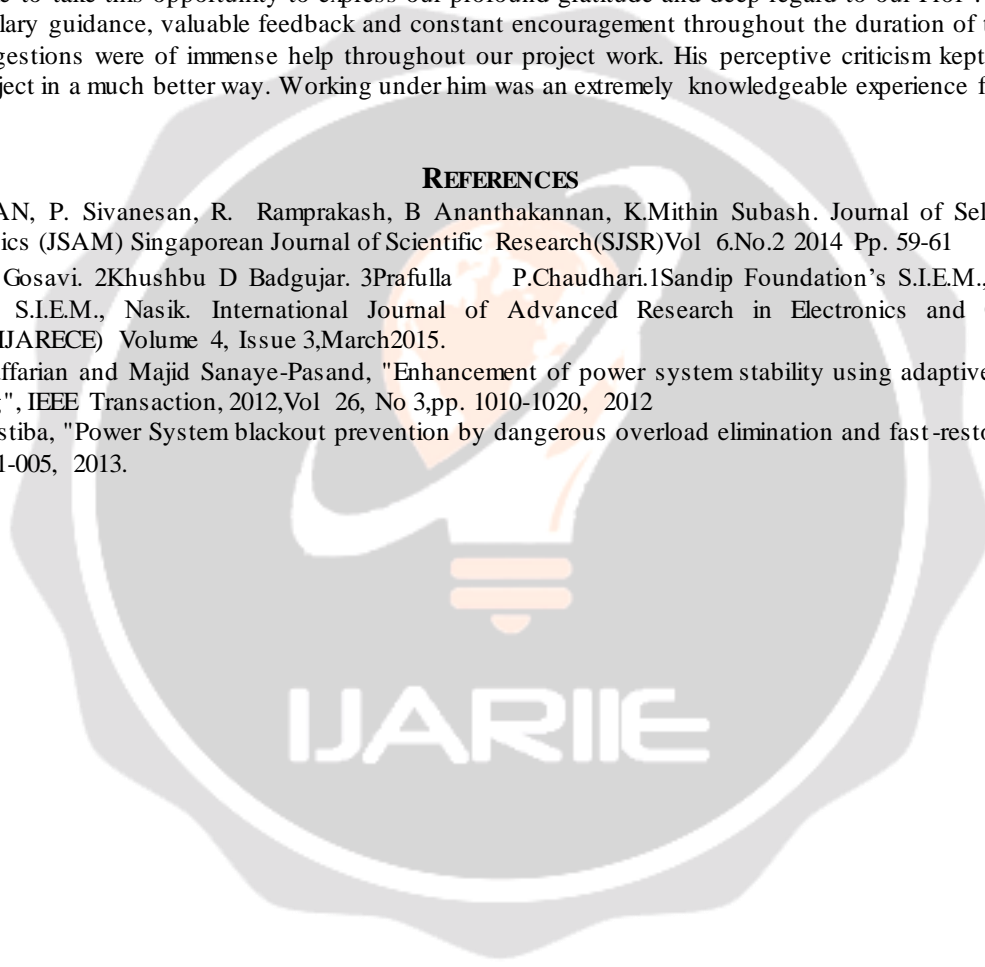 to take this opportunity to express our profound gratitude and deep regard to our Prof
lary guidance, valuable feedback and constant encouragement throughout the duration of
gestions were of immense help throughout our project work. His perceptive criticism kept
ject in a much better way. Working under him was an extremely knowledgeable experience f
REFERENCES
AN, P. Sivanesan, R. Ramprakash, B Ananthakannan, K.Mithin Subash. Journal of Sel
ics (JSAM) Singaporean Journal of Scientific Research(SJSR)Vol 6.No.2 2014 Pp. 59-61
Gosavi. 2Khushbu D Badgujar. 3Prafulla P.Chaudhari.1Sandip Foundation's S.I.E.M.,
S.I.E.M., Nasik. International Journal of Advanced Research in Electronics and
IJARECE) Volume 4, Issue 3,March2015.
ffarian and Majid Sanaye-Pasand, "Enhancement of power system stability using adaptive
", IEEE Transaction, 2012,Vol 26, No 3,pp. 1010-1020, 2012
stiba, "Power System blackout prevention by dangerous overload elimination and fast-resto
1-005, 2013.
IJARIIE